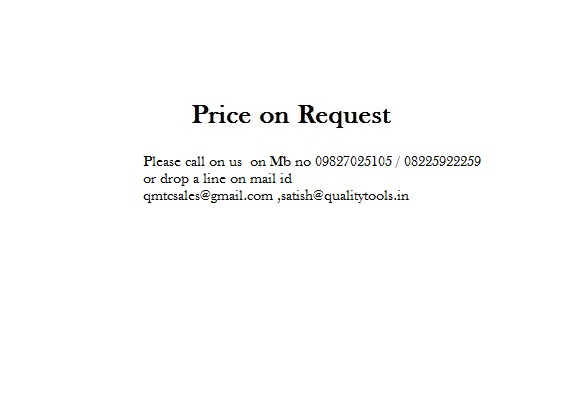 Price on Request
Please call on us  on Mb no 09827025105 / 08225922259
or drop a line on mail id
qmtcsales@gmail.com ,satish@qualitytools.in